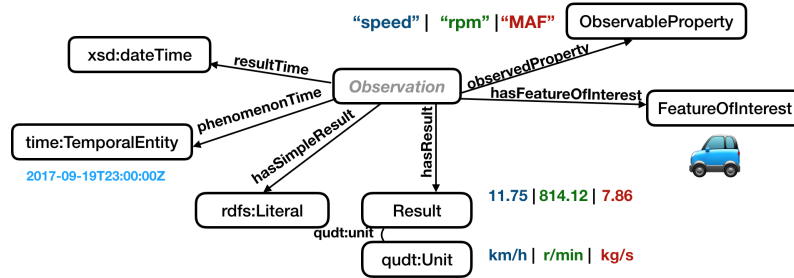 “speed” | “rpm” | “MAF”
ObservableProperty
xsd:dateTime
resultTime
Observation
observedProperty
hasFeatureOfInterest
FeatureOfInterest
phenomenonTime
time:TemporalEntity
hasSimpleResult
hasResult
2017-09-19T23:00:00Z
rdfs:Literal
Result
11.75 | 814.12 | 7.86
qudt:unit
qudt:Unit
km/h | r/min | kg/s